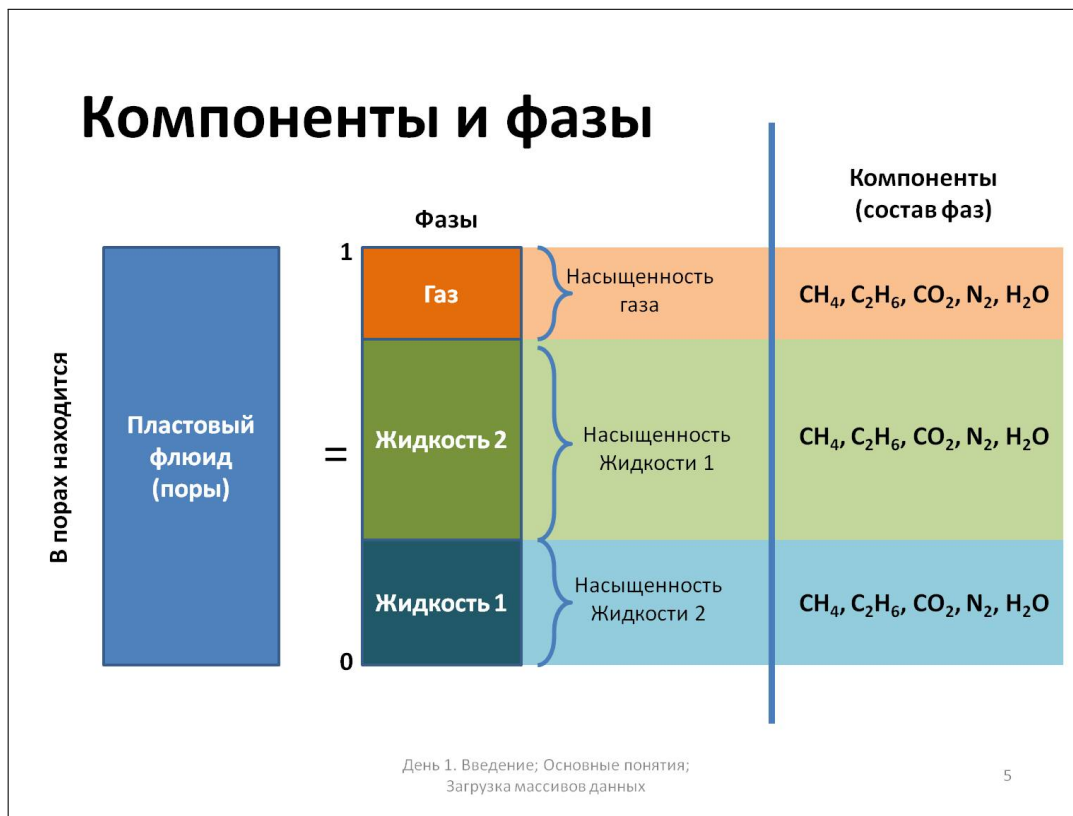 Компоненты и фазы
Компоненты
(состав фаз)
Фазы
В порах находится
Пластовый
флюид
(поры)
=
1
0
Газ
Насыщенность
газа
CH₄, C₂H₆, CO₂, N₂, H₂O
Жидкость 2
Насыщенность
Жидкости 1
CH₄, C₂H₆, CO₂, N₂, H₂O
Жидкость 1
Насыщенность
Жидкости 2
CH₄, C₂H₆, CO₂, N₂, H₂O
День 1. Введение; Основные понятия;
Загрузка массивов данных
5